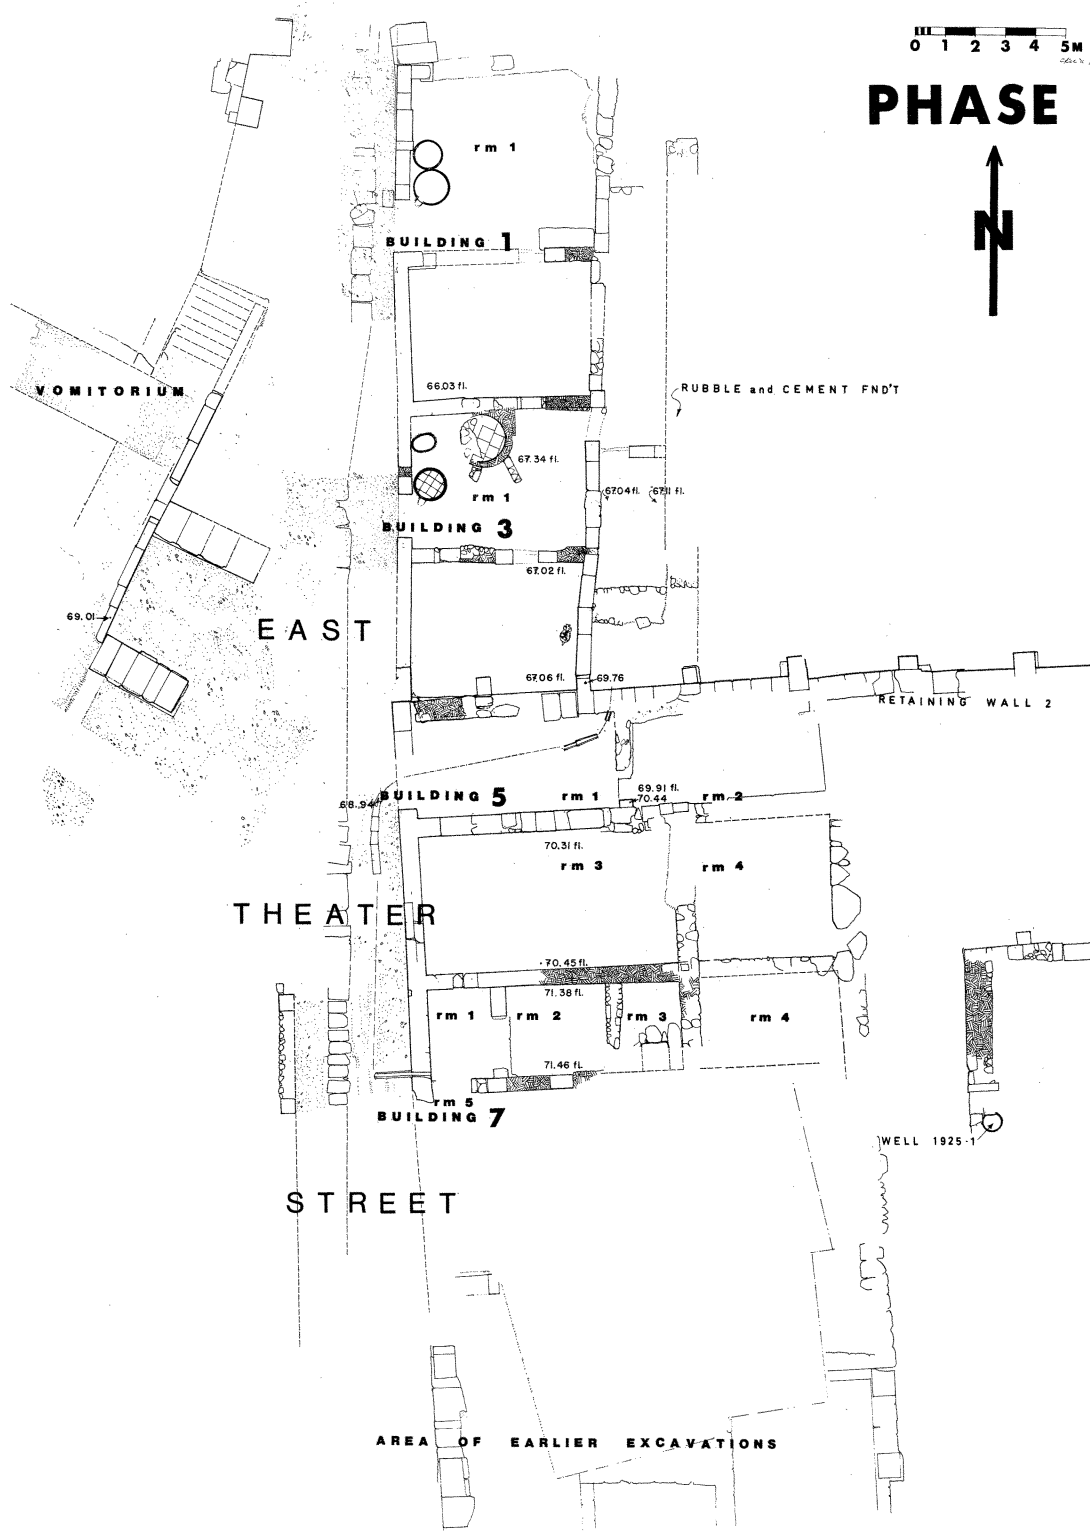 0 1 2 3 4 5M
PHASE
N
rm 1
BUILDING 1
66.03 fl.
VOMITORIUM
RUBBLE and CEMENT FND'T
67.34 fl.
rm 1
67.04 fl. 67.11 fl.
BUILDING 3
67.02 fl.
69.01
EAST
67.06 fl. 69.76
RETAINING WALL 2
68.94
BUILDING 5
rm 1
69.91 fl.
70.44
rm 2
70.31 fl.
rm 3
rm 4
THEATER
70.45 fl.
71.38 fl.
rm 1
rm 2
rm 3
rm 4
71.46 fl.
rm 5
BUILDING 7
WELL 1925-1
STREET
AREA OF EARLIER EXCAVATIONS